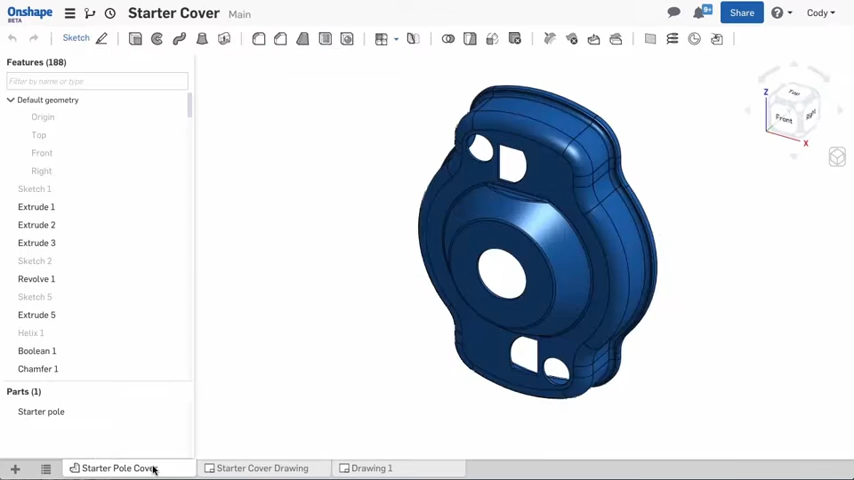 Onshape
BETA
Starter Cover
Main
9+
Share
Cody
Sketch
Features (188)
Filter by name or type
Default geometry
Origin
Top
Front
Right
Sketch 1
Extrude 1
Extrude 2
Extrude 3
Sketch 2
Revolve 1
Sketch 5
Extrude 5
Helix 1
Boolean 1
Chamfer 1
Parts (1)
Starter pole
Z
Front
Right
X
Starter Pole Cove
Starter Cover Drawing
Drawing 1